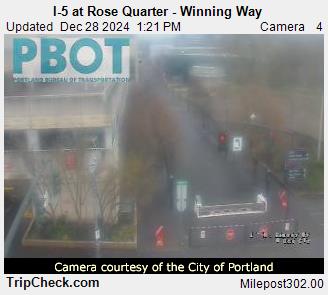 I-5 at Rose Quarter - Winning Way
Updated Dec 28 2024 1:21 PM Camera 4
PBOT
PORTLAND BUREAU OF TRANSPORTATION
Camera courtesy of the City of Portland
TripCheck.com Milepost302.00